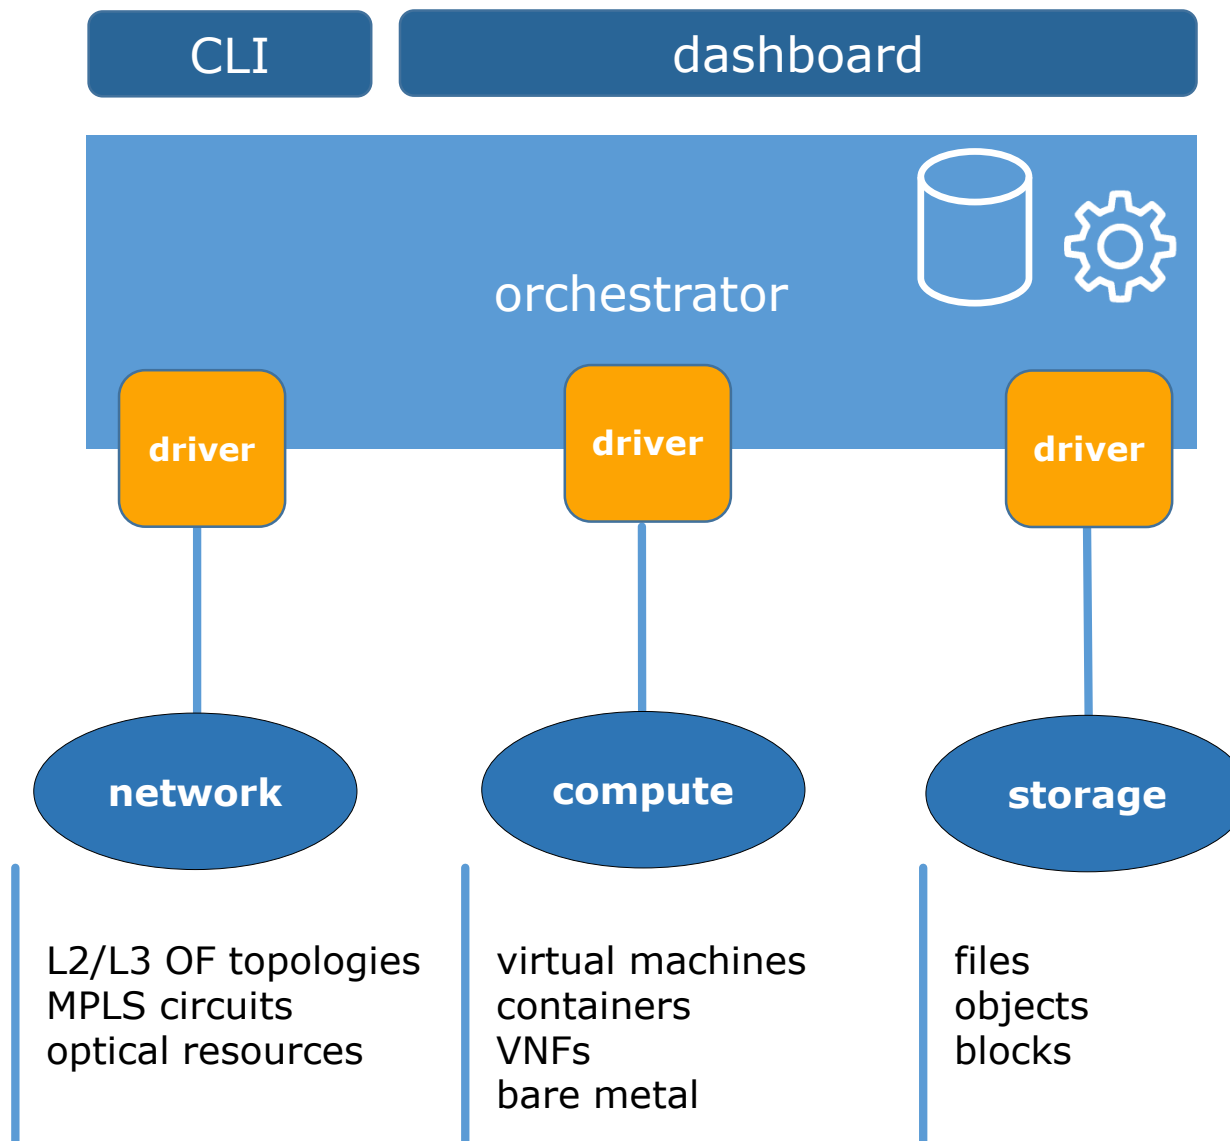 CLI
dashboard
orchestrator
driver
driver
driver
network
compute
storage
L2/L3 OF topologies
MPLS circuits
optical resources
virtual machines
containers
VNFs
bare metal
files
objects
blocks